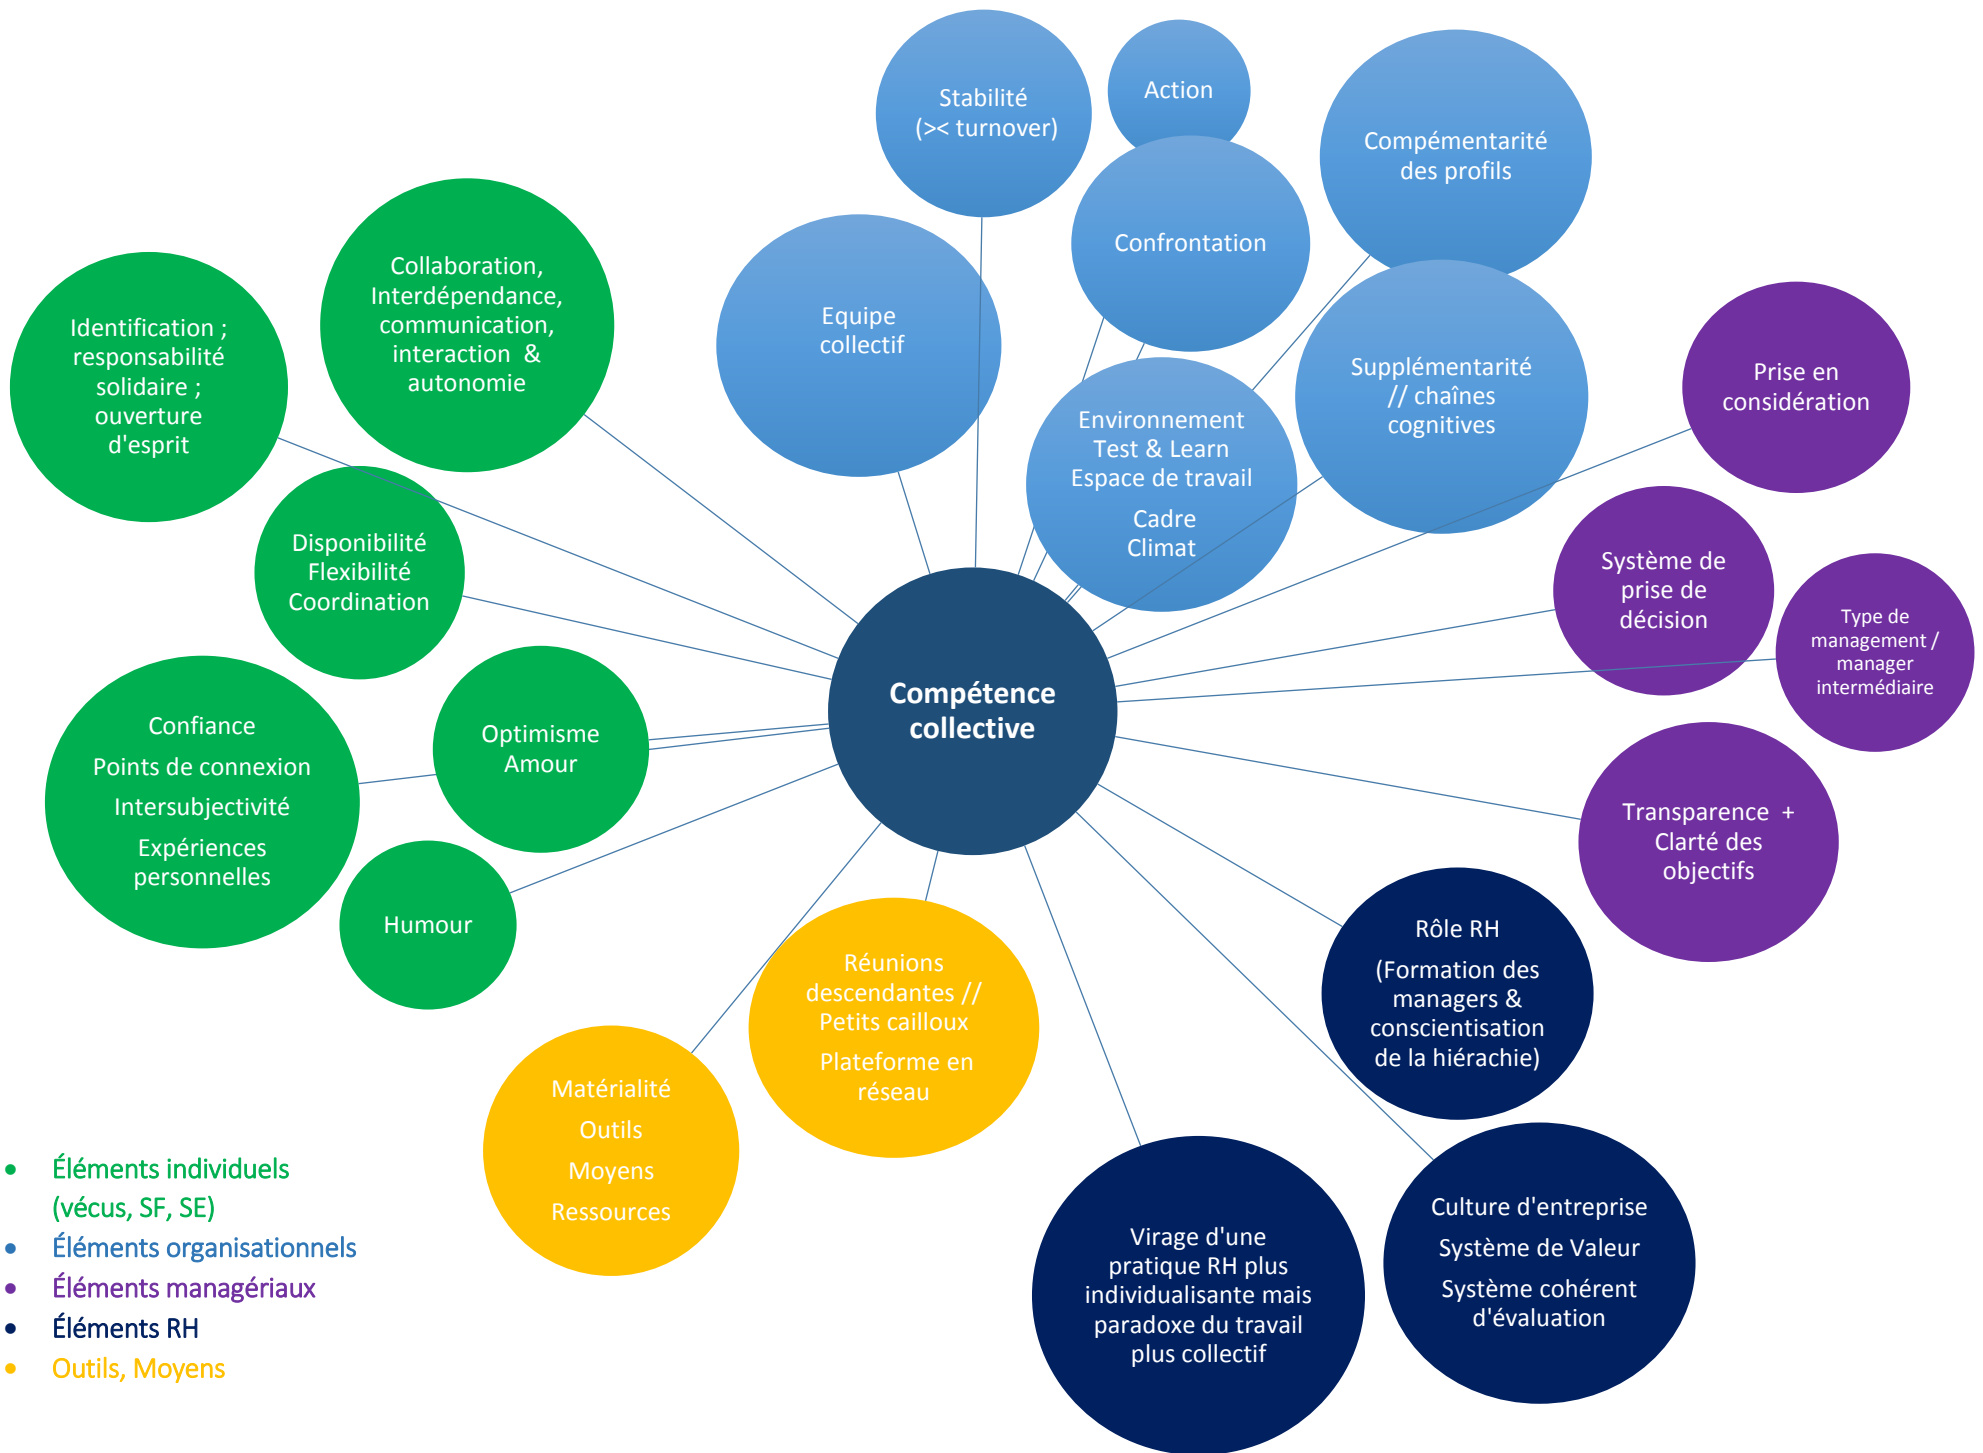 Stabilité
(>< turnover)
Action
Compémentarité
des profils
Confrontation
Collaboration,
Interdépendance,
communication,
interaction &
autonomie
Identification ;
responsabilité
solidaire ;
ouverture
d'esprit
Equipe
collectif
Supplémentarité
// chaînes
cognitives
Prise en
considération
Environnement
Test & Learn
Espace de travail
Cadre
Climat
Disponibilité
Flexibilité
Coordination
Système de
prise de
décision
Type de
management /
manager
intermédiaire
Compétence
collective
Confiance
Points de connexion
Intersubjectivité
Expériences
personnelles
Optimisme
Amour
Transparence +
Clarté des
objectifs
Humour
Rôle RH
(Formation des
managers &
conscientisation
de la hiérachie)
Réunions
descendantes //
Petits cailloux
Plateforme en
réseau
Matérialité
Outils
Moyens
Ressources
Culture d'entreprise
Système de Valeur
Système cohérent
d'évaluation
Virage d'une
pratique RH plus
individualisante mais
paradoxe du travail
plus collectif
• Éléments individuels
(vécus, SF, SE)
• Éléments organisationnels
• Éléments managériaux
• Éléments RH
• Outils, Moyens